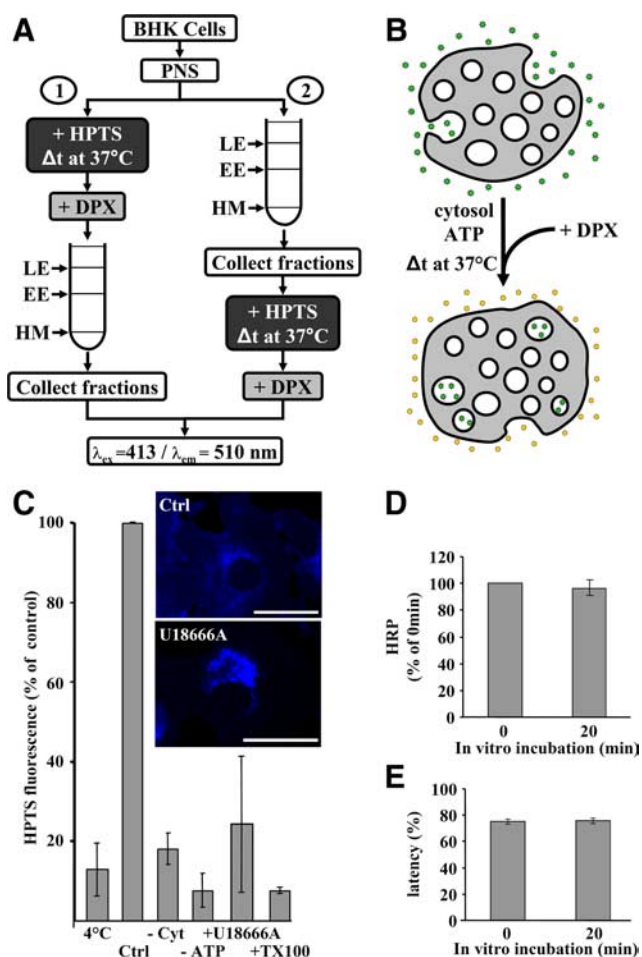 A
BHK Cells
PNS
1
2
+ HPTS
Δt at 37°C
+ DPX
LE
EE
HM
Collect fractions
LE
EE
HM
Collect fractions
+ HPTS
Δt at 37°C
+ DPX
λex =413 / λem = 510 nm
B
cytosol
ATP
Δt at 37°C
+ DPX
C
HPTS fluorescence (% of control)
100
80
60
40
20
4°C
Ctrl
- Cyt
- ATP
+U18666A
+TX100
Ctrl
U18666A
D
HRP
(% of 0min)
120
100
80
60
40
20
0
0
20
In vitro incubation (min)
E
latency (%)
100
80
60
40
20
0
0
20
In vitro incubation (min)